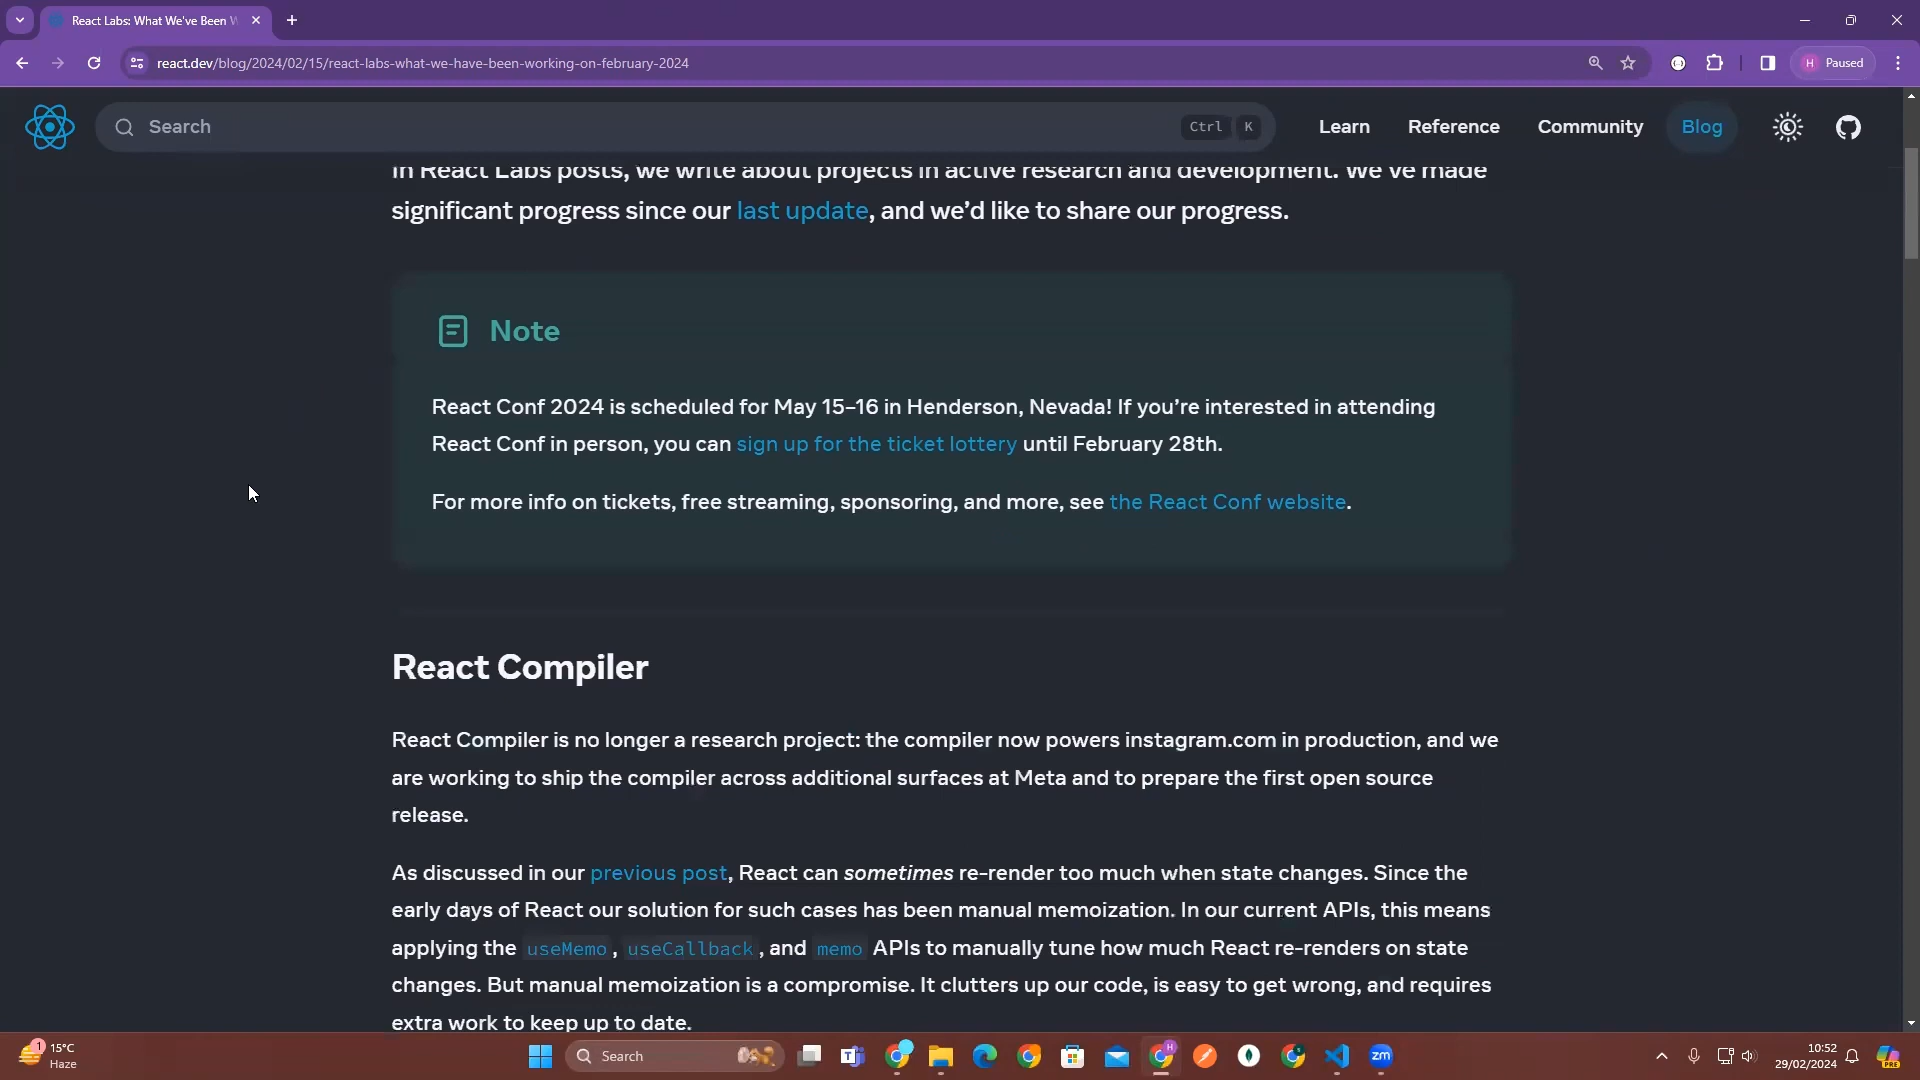 React Labs: What We've Been W
react.dev/blog/2024/02/15/react-labs-what-we-have-been-working-on-february-2024
H Paused
Search
Ctrl K
Learn
Reference
Community
Blog
In React Labs posts, we write about projects in active research and development. We've made
significant progress since our last update, and we'd like to share our progress.
Note
React Conf 2024 is scheduled for May 15–16 in Henderson, Nevada! If you're interested in attending
React Conf in person, you can sign up for the ticket lottery until February 28th.
For more info on tickets, free streaming, sponsoring, and more, see the React Conf website.
React Compiler
React Compiler is no longer a research project: the compiler now powers instagram.com in production, and we
are working to ship the compiler across additional surfaces at Meta and to prepare the first open source
release.
As discussed in our previous post, React can sometimes re-render too much when state changes. Since the
early days of React our solution for such cases has been manual memoization. In our current APIs, this means
applying the useMemo, useCallback, and memo APIs to manually tune how much React re-renders on state
changes. But manual memoization is a compromise. It clutters up our code, is easy to get wrong, and requires
extra work to keep up to date.
1
15°C
Haze
Search
H
zm
10:52
29/02/2024
PRE